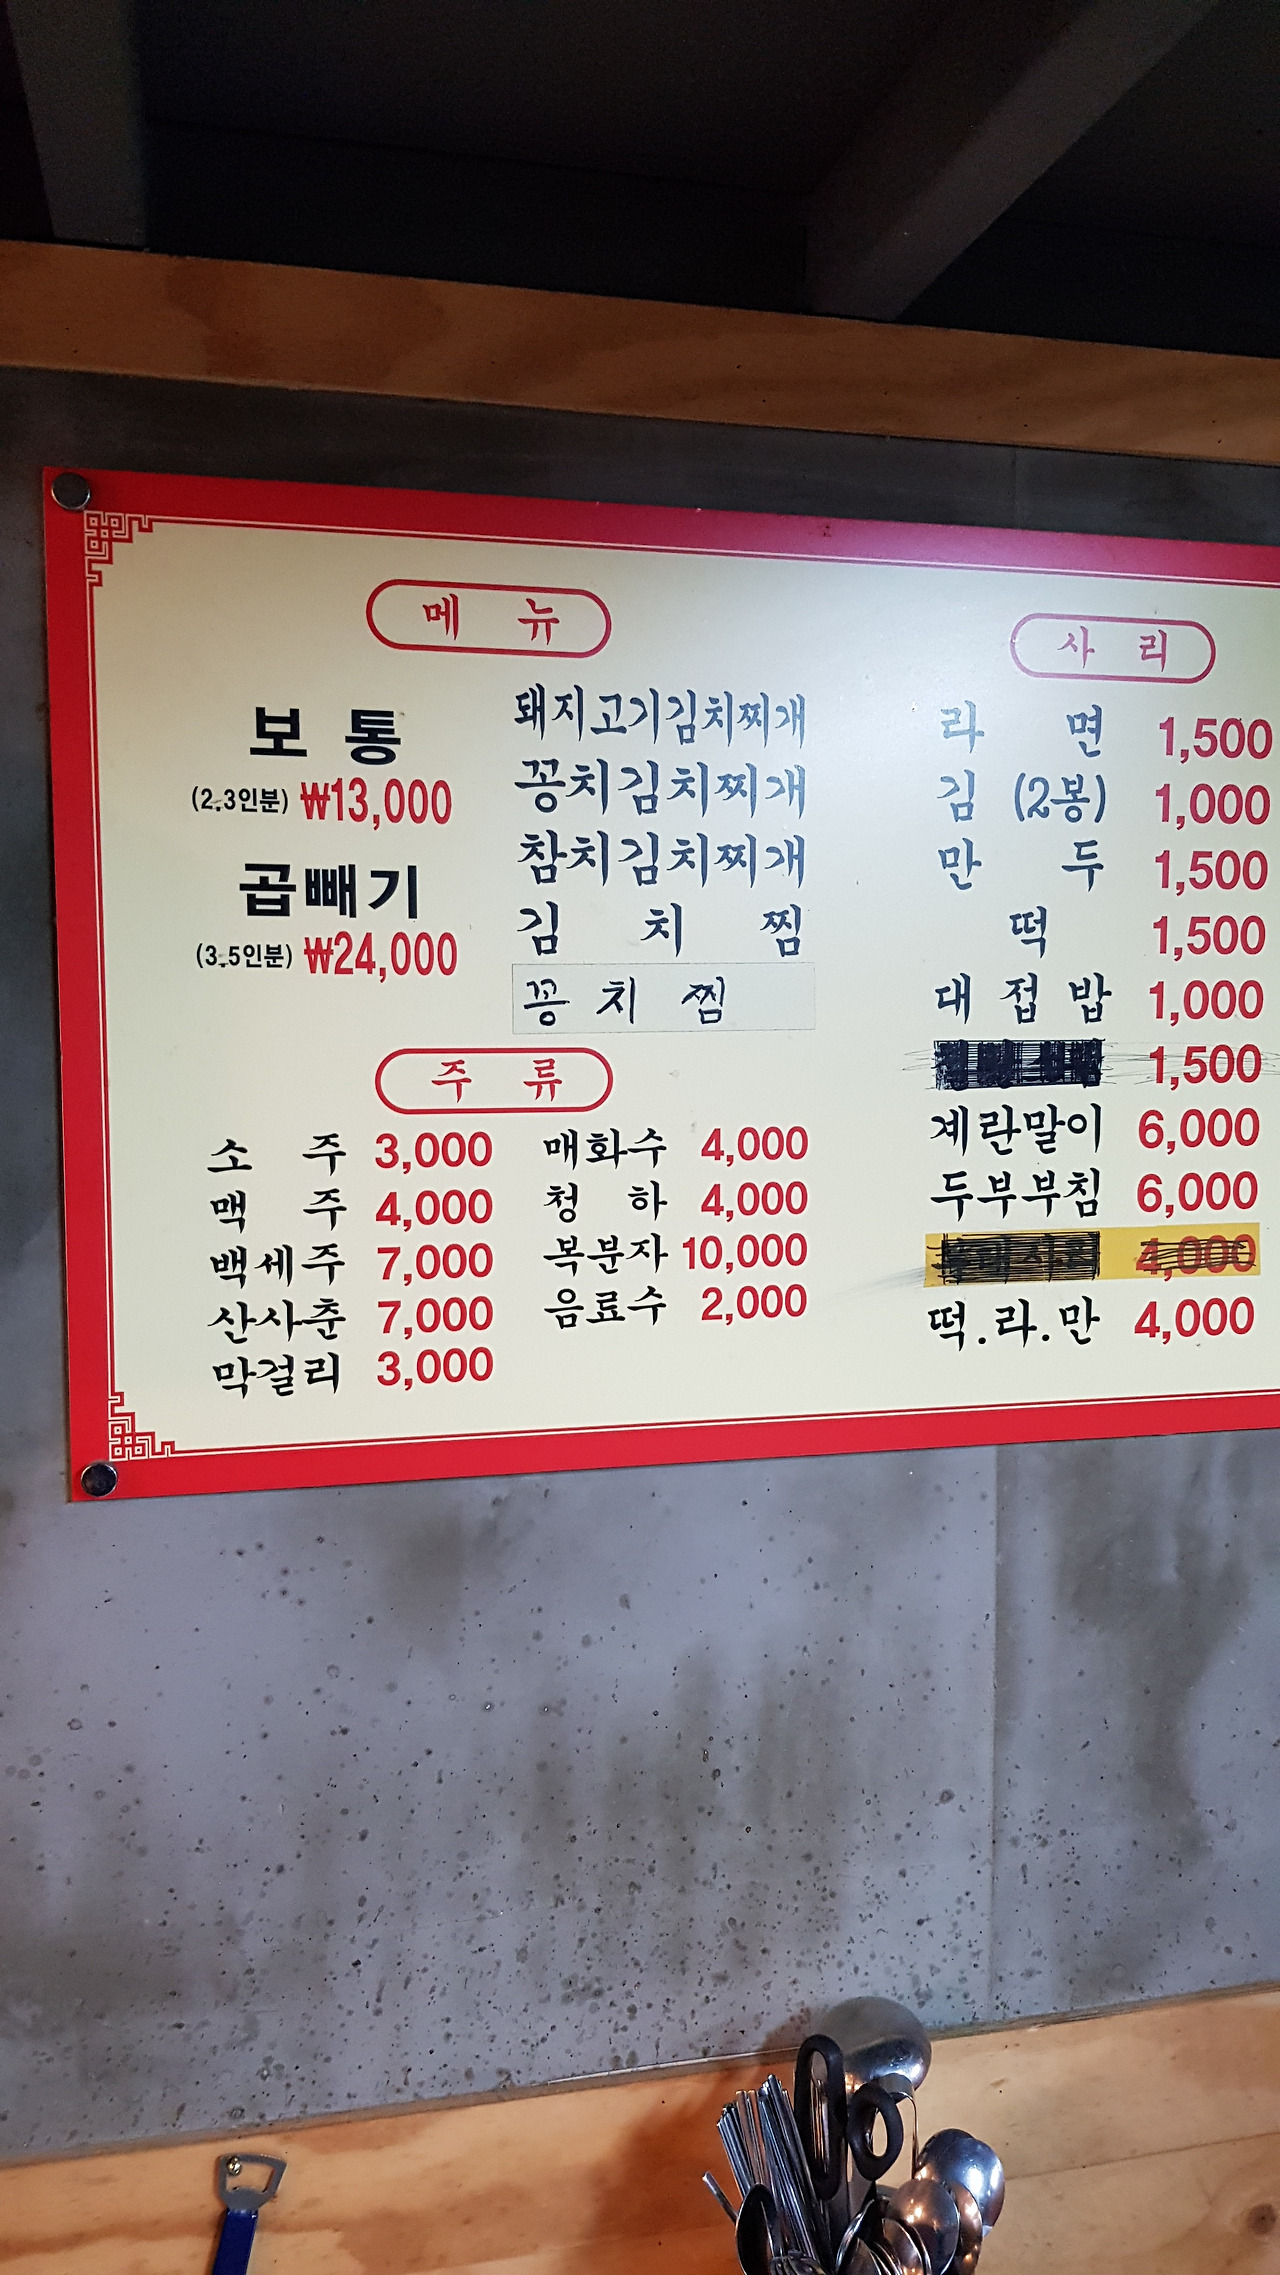 메 뉴
보 통
(2.3인분) ₩13,000
곱빼기
(3.5인분) ₩24,000
돼지고기김치찌개
꽁치김치찌개
참치김치찌개
김 치 찜
꽁 치 찜
주 류
소 주 3,000
맥 주 4,000
백세주 7,000
산사춘 7,000
막걸리 3,000
매화수 4,000
청 하 4,000
복분자 10,000
음료수 2,000
사 리
라 면 1,500
김 (2봉) 1,000
만 두 1,500
떡 1,500
대 접 밥 1,000
1,500
계란말이 6,000
두부부침 6,000
4,000
떡.라.만 4,000